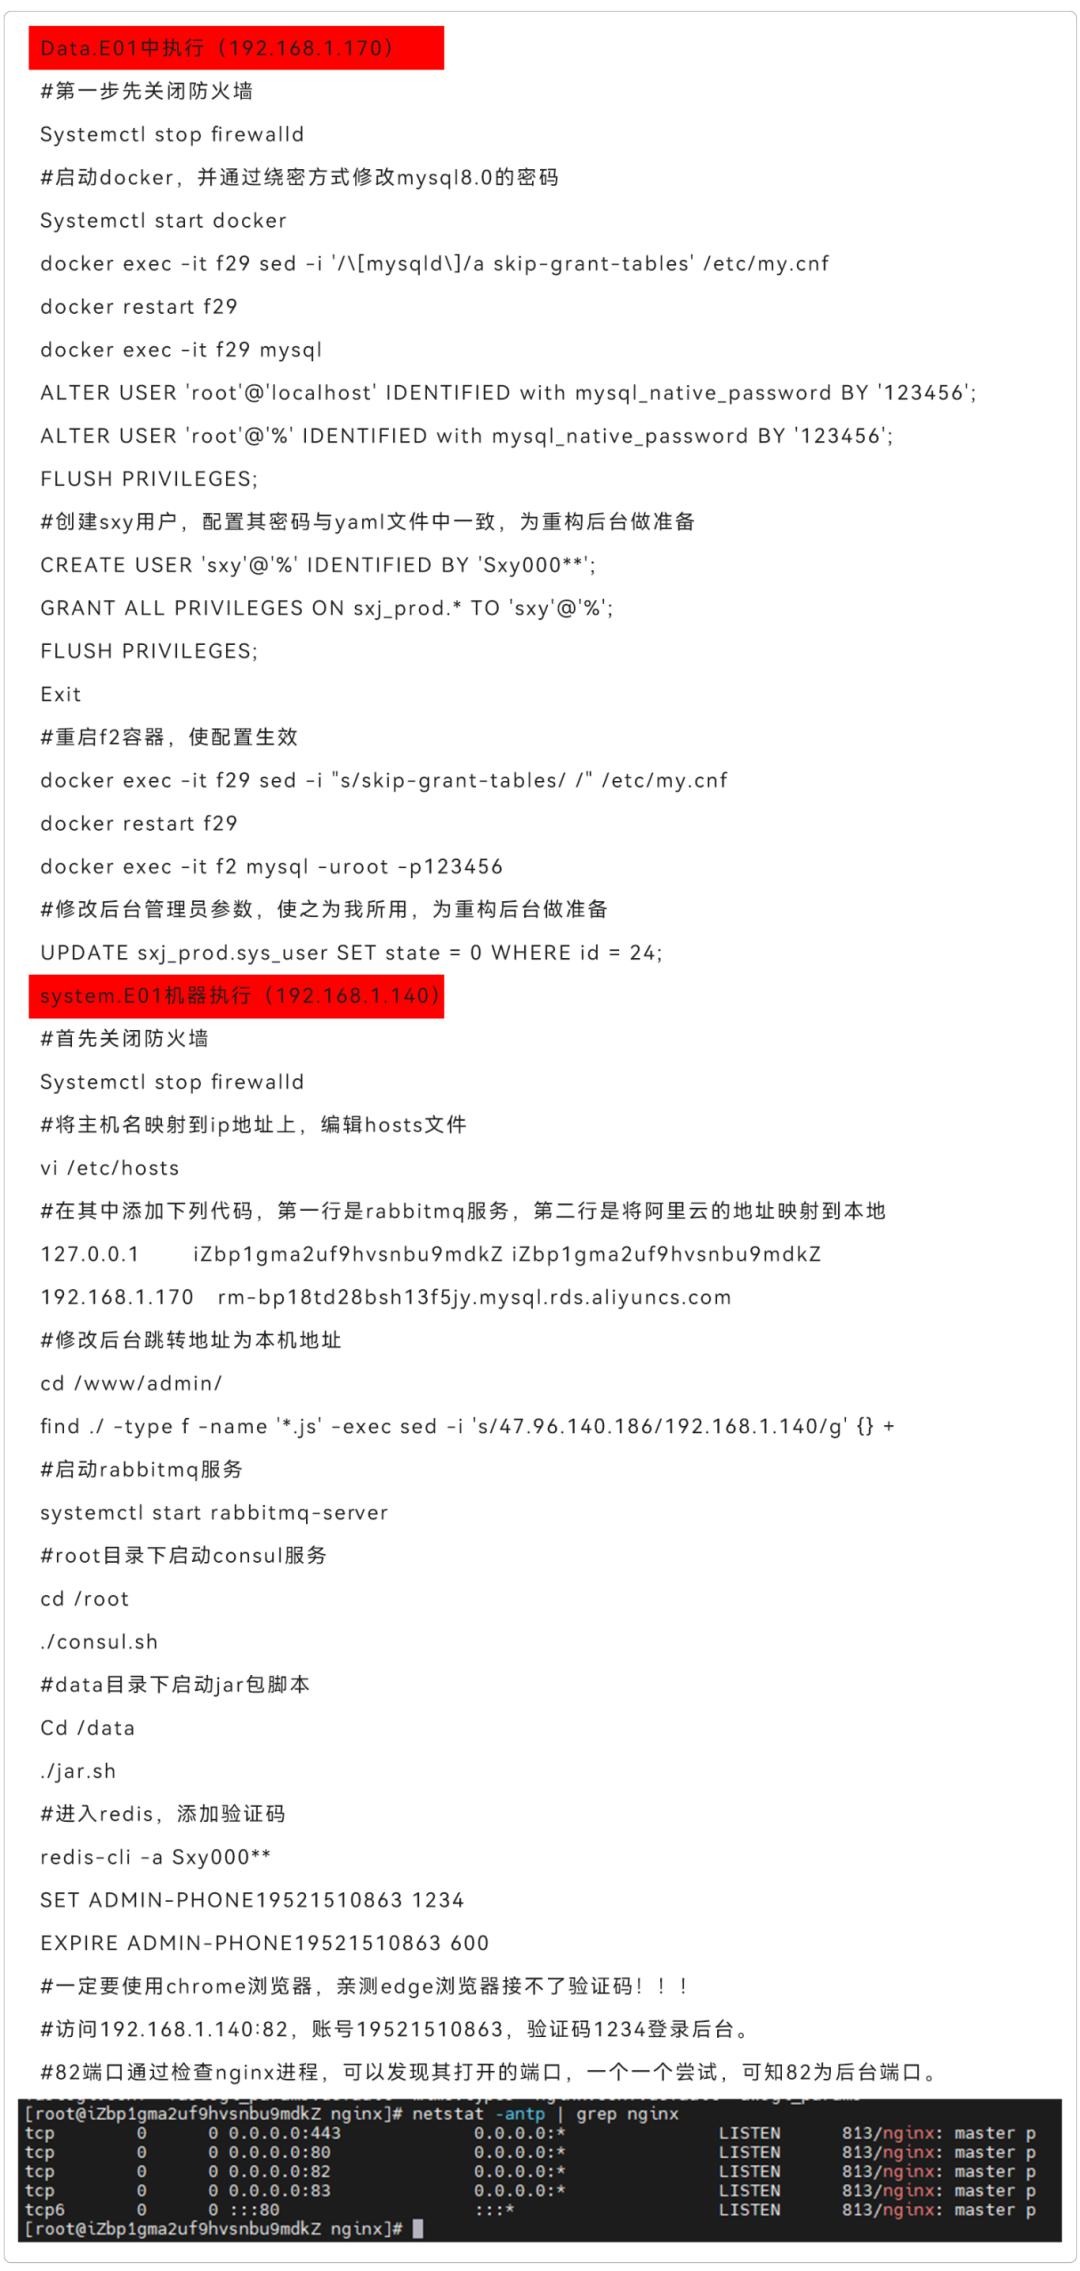 Data.E01中执行（192.168.1.170）
#第一步先关闭防火墙
Systemctl stop firewalld
#启动docker，并通过绕密方式修改mysql8.0的密码
Systemctl start docker
docker exec -it f29 sed -i '/\[mysqld\]/a skip-grant-tables' /etc/my.cnf
docker restart f29
docker exec -it f29 mysql
ALTER USER 'root'@'localhost' IDENTIFIED with mysql_native_password BY '123456';
ALTER USER 'root'@'%' IDENTIFIED with mysql_native_password BY '123456';
FLUSH PRIVILEGES;
#创建sxy用户，配置其密码与yaml文件中一致，为重构后台做准备
CREATE USER 'sxy'@'%' IDENTIFIED BY 'Sxy000**';
GRANT ALL PRIVILEGES ON sxj_prod.* TO 'sxy'@'%';
FLUSH PRIVILEGES;
Exit
#重启f2容器，使配置生效
docker exec -it f29 sed -i "s/skip-grant-tables/ /" /etc/my.cnf
docker restart f29
docker exec -it f2 mysql -uroot -p123456
#修改后台管理员参数，使之为我所用，为重构后台做准备
UPDATE sxj_prod.sys_user SET state = 0 WHERE id = 24;
system.E01机器执行（192.168.1.140）
#首先关闭防火墙
Systemctl stop firewalld
#将主机名映射到ip地址上，编辑hosts文件
vi /etc/hosts
#在其中添加下列代码，第一行是rabbitmq服务，第二行是将阿里云的地址映射到本地
127.0.0.1 iZbp1gma2uf9hvsnbu9mdkZ iZbp1gma2uf9hvsnbu9mdkZ
192.168.1.170 rm-bp18td28bsh13f5jy.mysql.rds.aliyuncs.com
#修改后台跳转地址为本机地址
cd /www/admin/
find ./ -type f -name '*.js' -exec sed -i 's/47.96.140.186/192.168.1.140/g' {} +
#启动rabbitmq服务
systemctl start rabbitmq-server
#root目录下启动consul服务
cd /root
./consul.sh
#data目录下启动jar包脚本
Cd /data
./jar.sh
#进入redis，添加验证码
redis-cli -a Sxy000**
SET ADMIN-PHONE19521510863 1234
EXPIRE ADMIN-PHONE19521510863 600
#一定要使用chrome浏览器，亲测edge浏览器接不了验证码！！！
#访问192.168.1.140:82，账号19521510863，验证码1234登录后台。
#82端口通过检查nginx进程，可以发现其打开的端口，一个一个尝试，可知82为后台端口。
[root@iZbp1gma2uf9hvsnbu9mdkZ nginx]# netstat -antp | grep nginx
tcp 0 0 0.0.0.0:443 0.0.0.0:* LISTEN 813/nginx: master p
tcp 0 0 0.0.0.0:80 0.0.0.0:* LISTEN 813/nginx: master p
tcp 0 0 0.0.0.0:82 0.0.0.0:* LISTEN 813/nginx: master p
tcp 0 0 0.0.0.0:83 0.0.0.0:* LISTEN 813/nginx: master p
tcp6 0 0 :::80 :::* LISTEN 813/nginx: master p
[root@iZbp1gma2uf9hvsnbu9mdkZ nginx]#